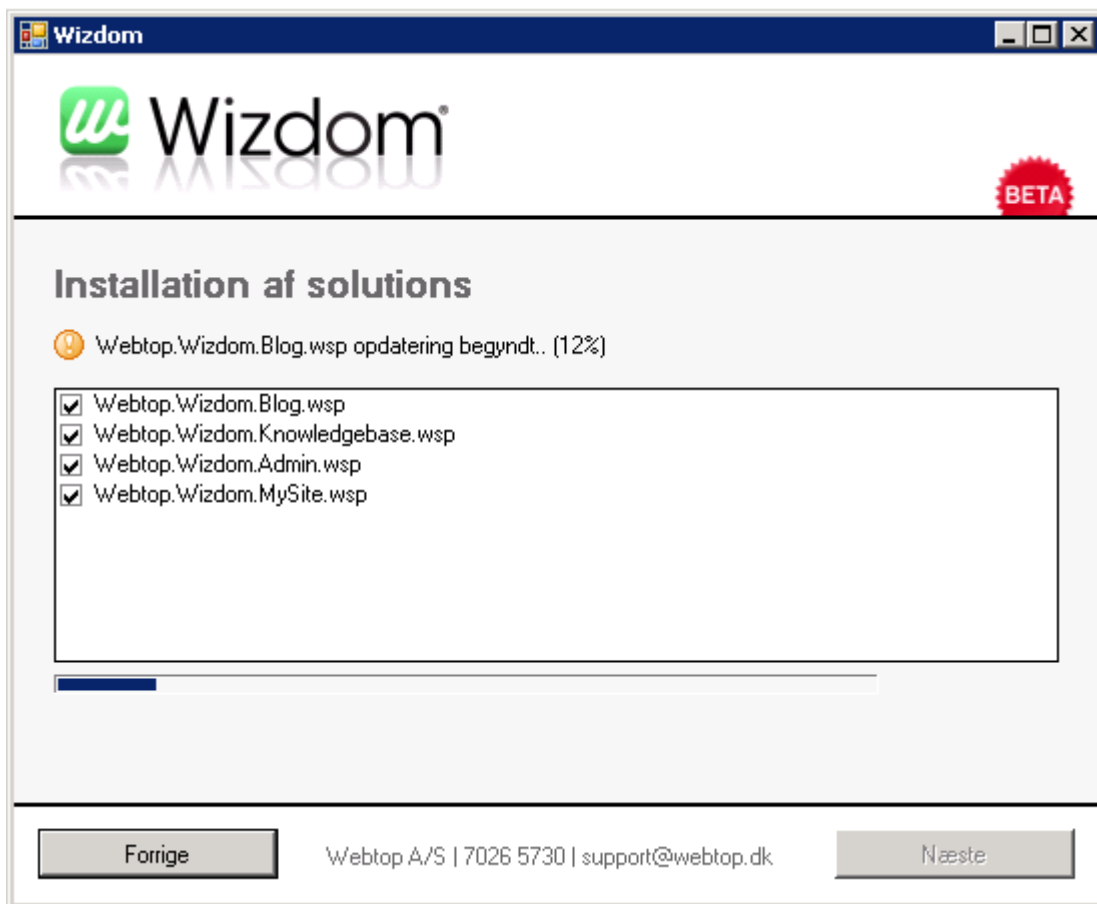 Wizdom
Wizdom®
BETA
Installation af solutions
Webtop.Wizdom.Blog.wsp opdatering begyndt.. (12%)
Webtop.Wizdom.Blog.wsp
Webtop.Wizdom.Knowledgebase.wsp
Webtop.Wizdom.Admin.wsp
Webtop.Wizdom.MySite.wsp
Forrige
Webtop A/S | 7026 5730 | support@webtop.dk
Næste